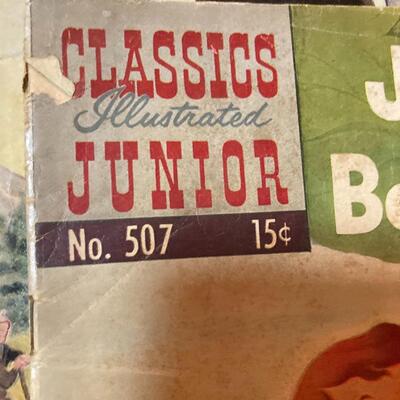 CLASSICS
Illustrated
JUNIOR
No. 507 15¢